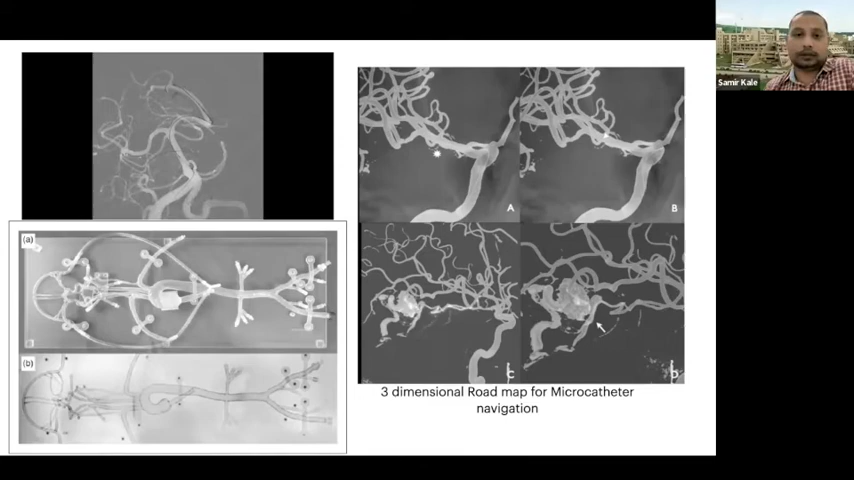 Samir Kale
A
B
(a)
(b)
C
D
3 dimensional Road map for Microcatheter
navigation